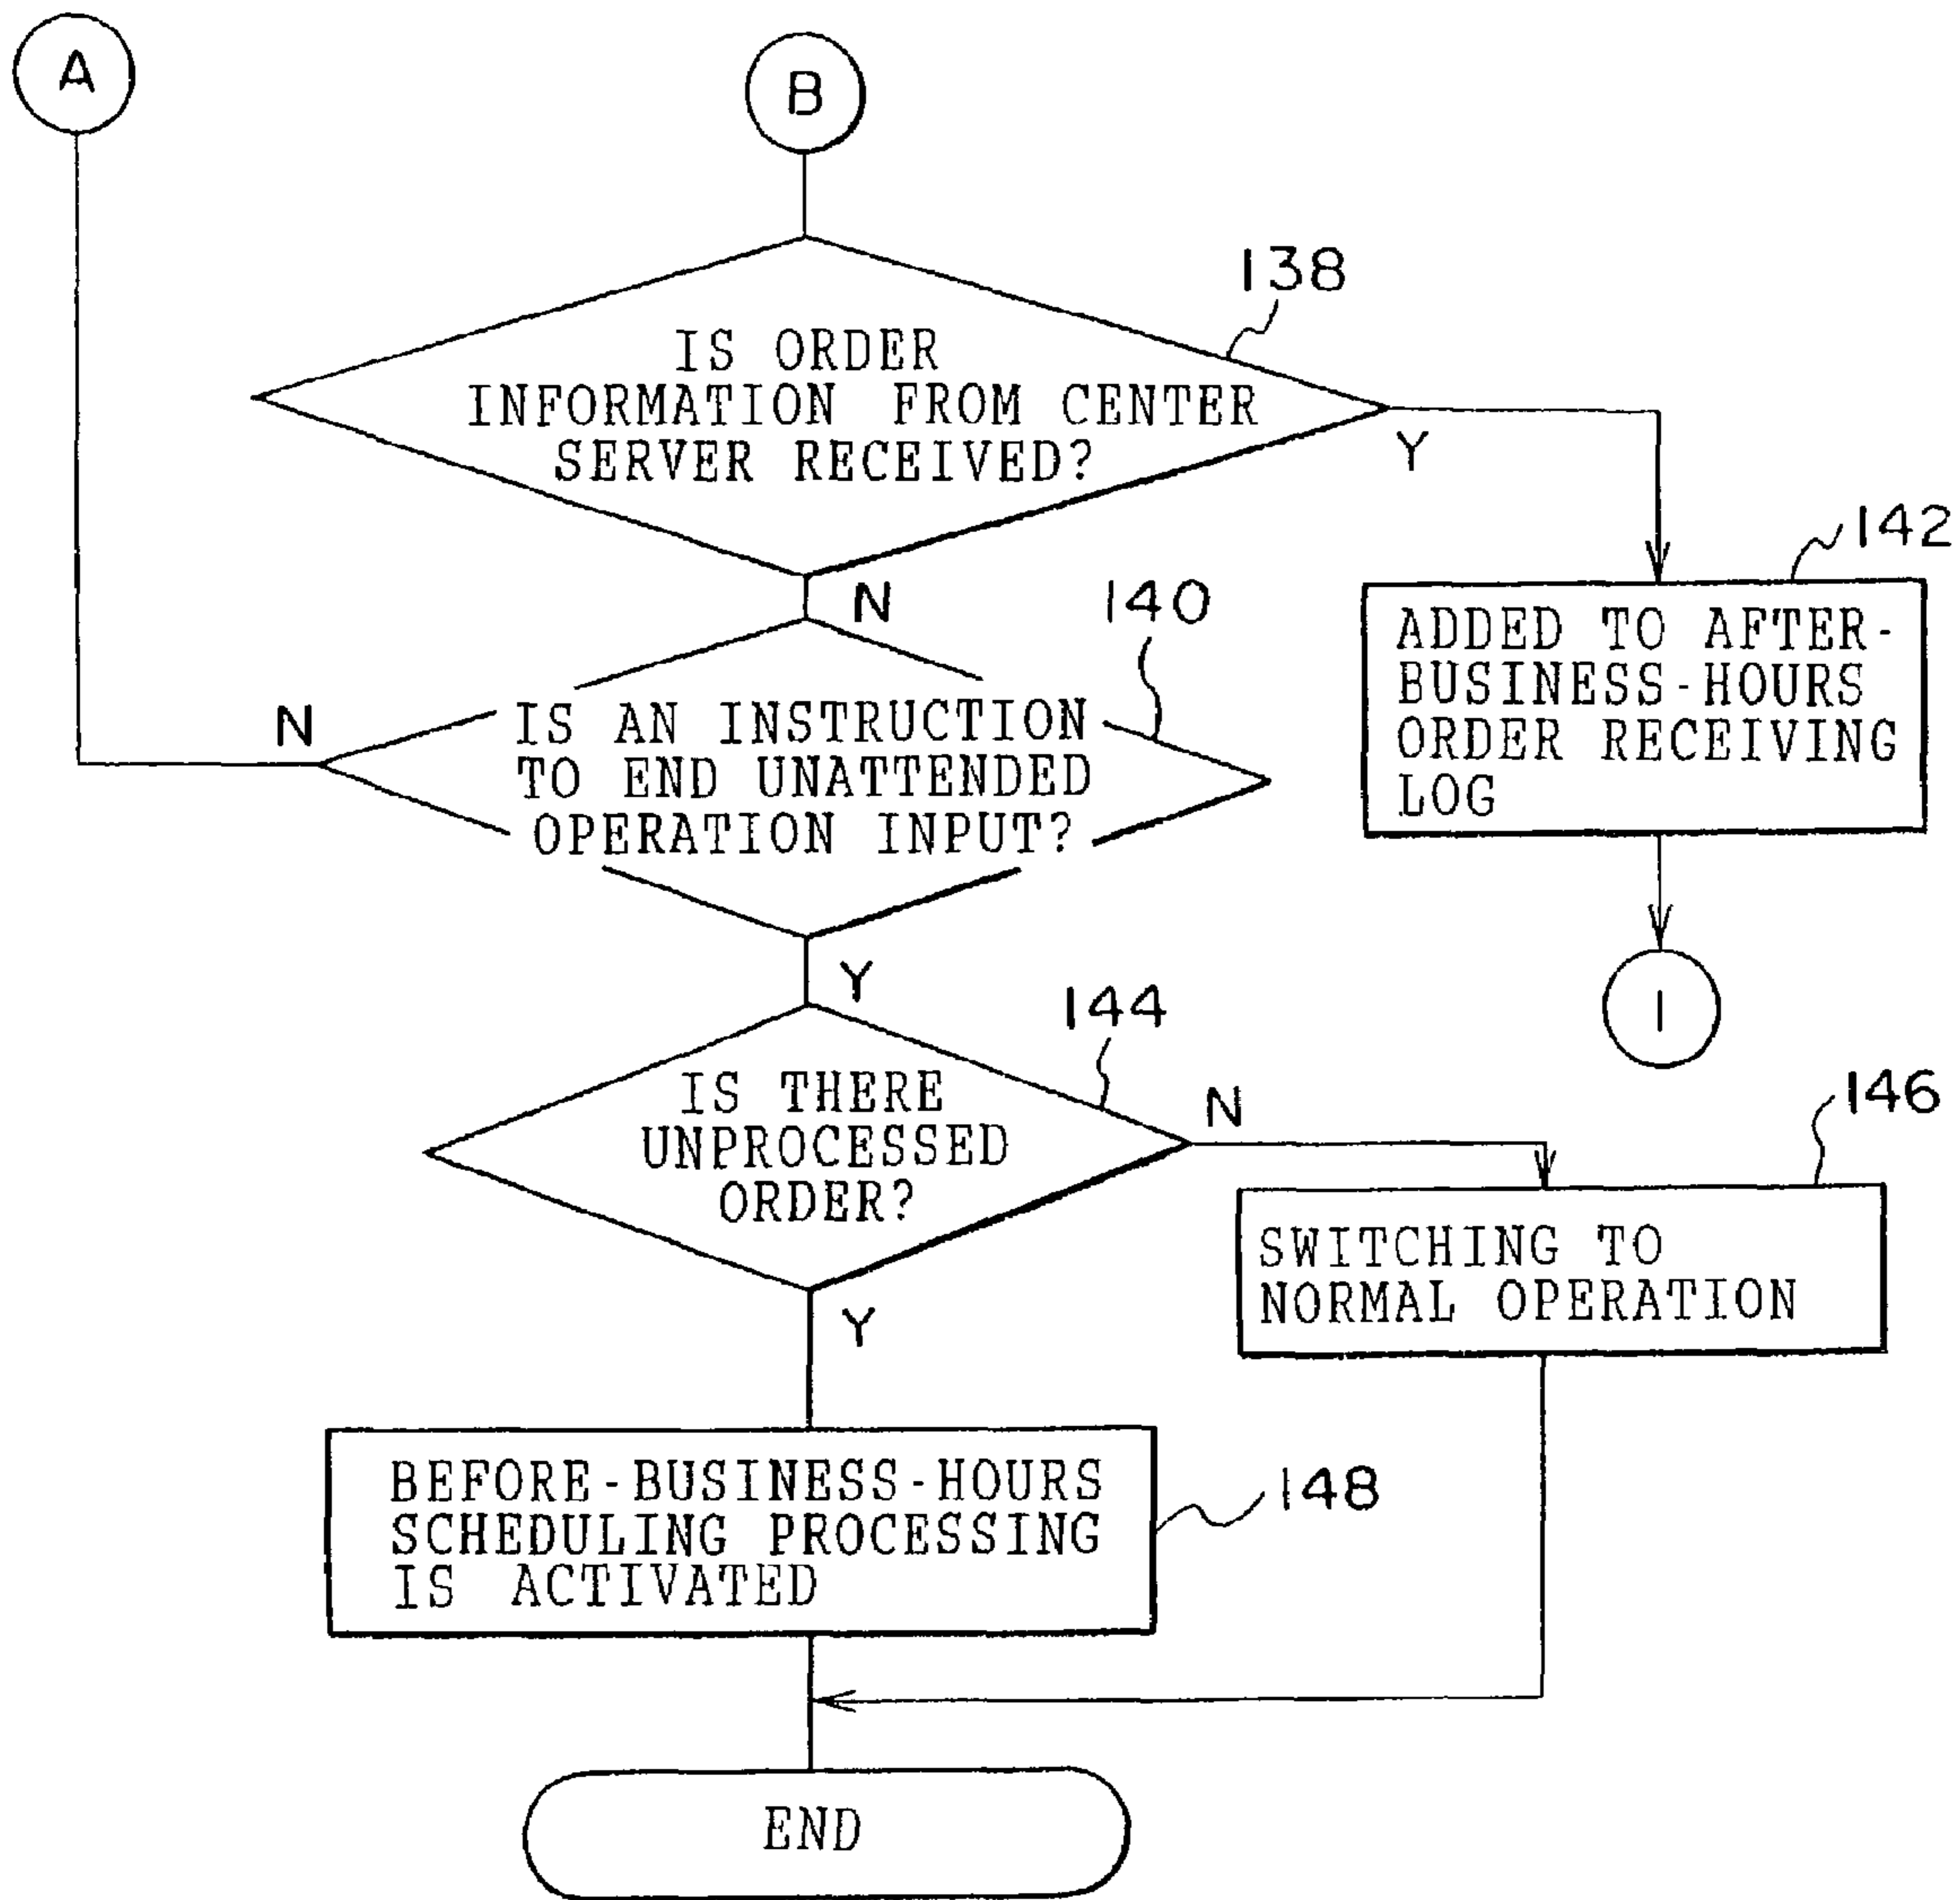 A
B
138
IS ORDER
INFORMATION FROM CENTER
SERVER RECEIVED?
Y
N
142
ADDED TO AFTER-
BUSINESS-HOURS
ORDER RECEIVING
LOG
1
140
N
IS AN INSTRUCTION
TO END UNATTENDED
OPERATION INPUT?
Y
144
IS THERE
UNPROCESSED
ORDER?
N
Y
146
SWITCHING TO
NORMAL OPERATION
BEFORE-BUSINESS-HOURS
SCHEDULING PROCESSING
IS ACTIVATED
148
END